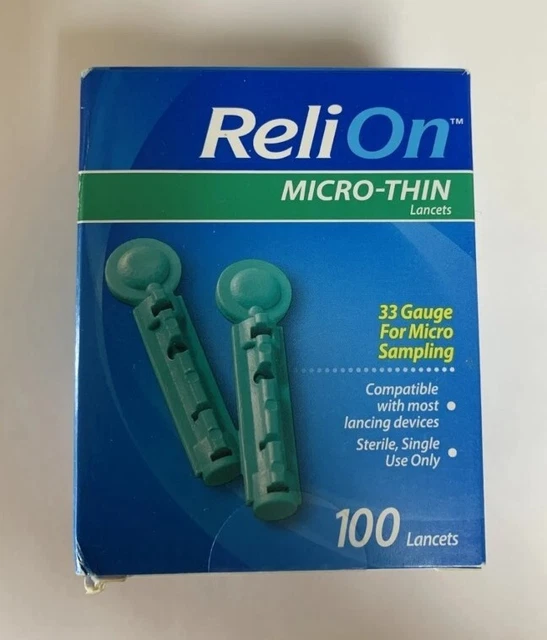 ReliOn™
MICRO-THIN
Lancets
33 Gauge
For Micro
Sampling
Compatible
with most
lancing devices
Sterile, Single
Use Only
100 Lancets